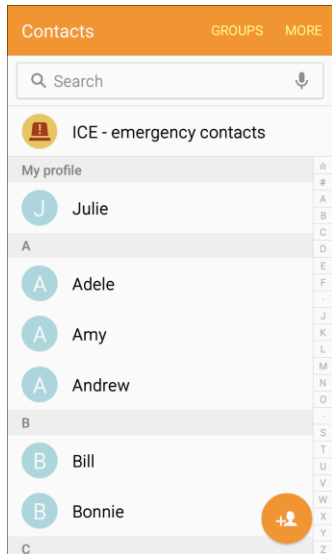 Contacts GROUPS MORE
Search
ICE - emergency contacts
My profile
J Julie
A
A Adele
A Amy
A Andrew
B
B Bill
B Bonnie
C
☆
#
A
B
C
D
E
F
·
J
K
L
M
N
O
·
S
T
U
V
W
X
Y
Z